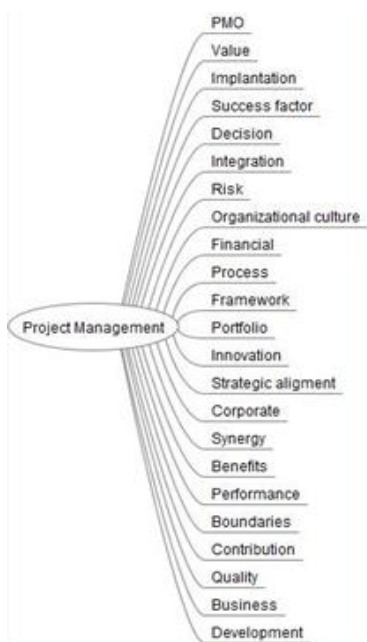 PMO
Value
Implantation
Success factor
Decision
Integration
Risk
Organizational culture
Financial
Process
Framework
Project Management
Portfolio
Innovation
Strategic aligment
Corporate
Synergy
Benefits
Performance
Boundaries
Contribution
Quality
Business
Development